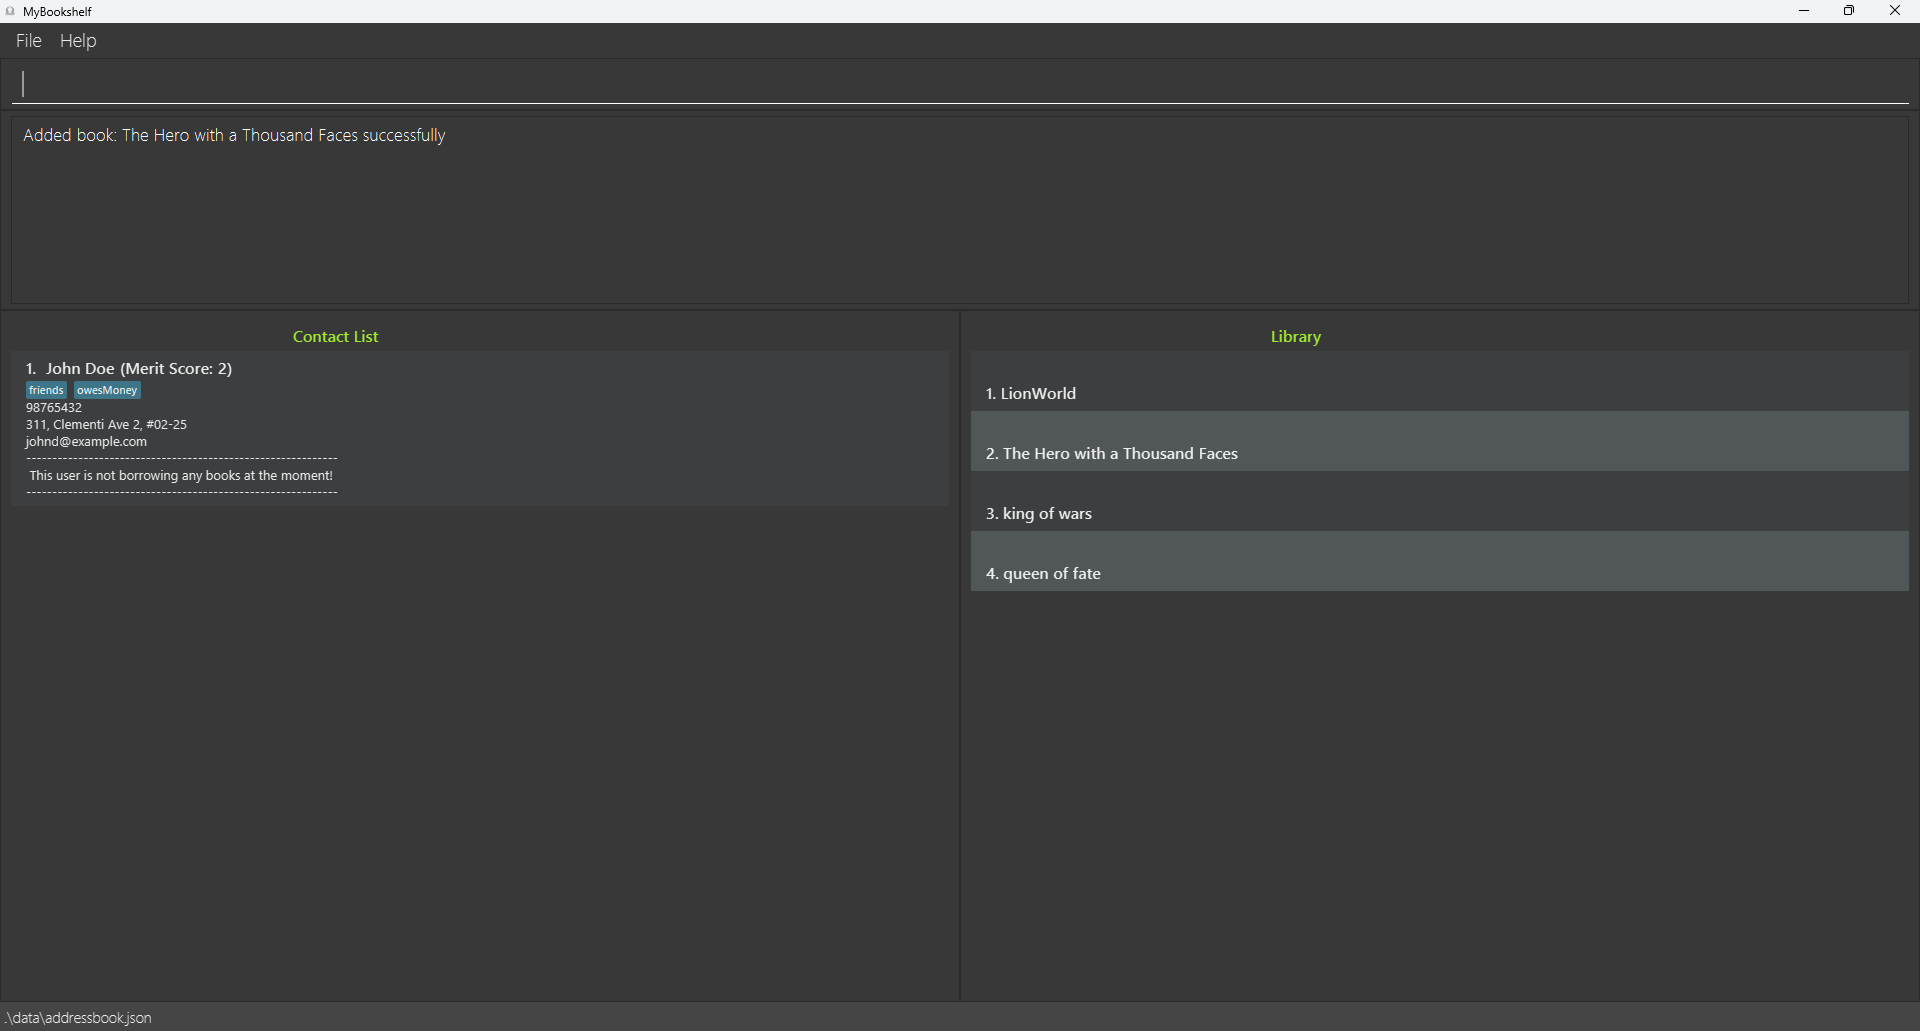 MyBookshelf
File Help
Added book: The Hero with a Thousand Faces successfully
Contact List
1. John Doe (Merit Score: 2)
friends owesMoney
98765432
311, Clementi Ave 2, #02-25
johnd@example.com
------------------------------------------------------------
This user is not borrowing any books at the moment!
------------------------------------------------------------
Library
1. LionWorld
2. The Hero with a Thousand Faces
3. king of wars
4. queen of fate
.\data\addressbook.json